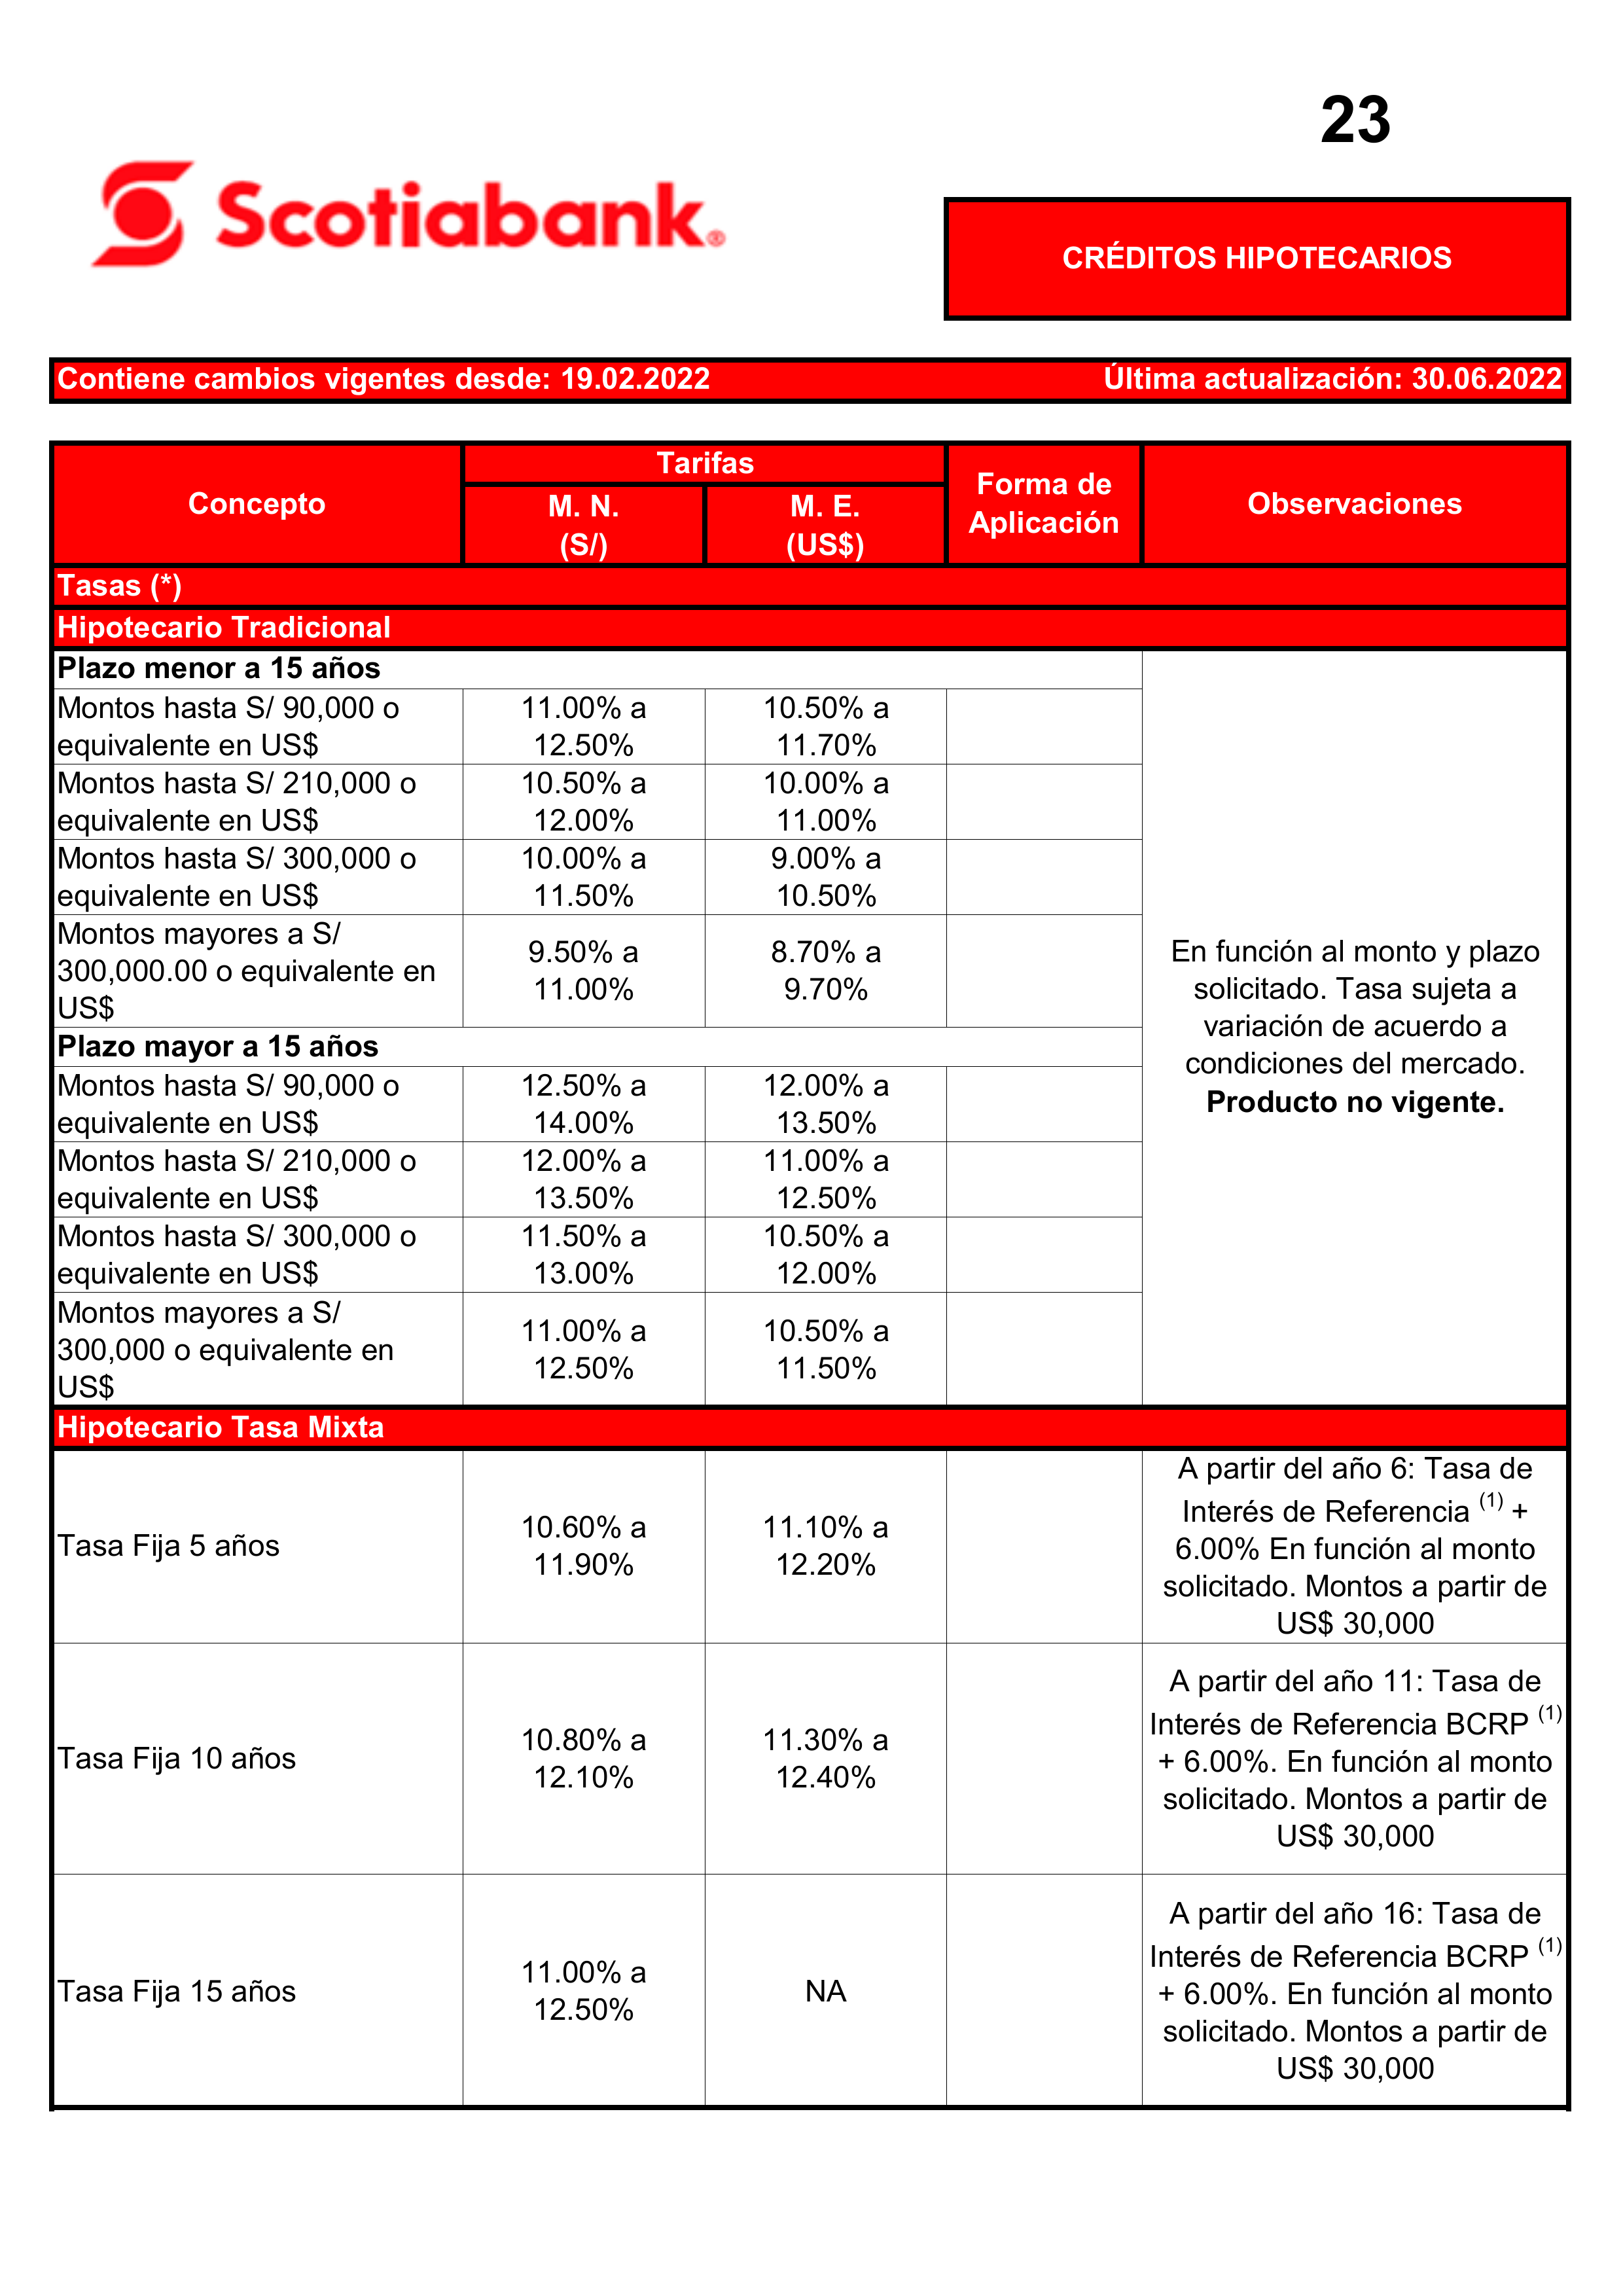 23
Scotiabank®
CRÉDITOS HIPOTECARIOS
Contiene cambios vigentes desde: 19.02.2022 Última actualización: 30.06.2022
Concepto
Tarifas
M. N.
(S/)
M. E.
(US$)
Forma de
Aplicación
Observaciones
Tasas (*)
Hipotecario Tradicional
Plazo menor a 15 años
Montos hasta S/ 90,000 o
equivalente en US$
11.00% a
12.50%
10.50% a
11.70%
Montos hasta S/ 210,000 o
equivalente en US$
10.50% a
12.00%
10.00% a
11.00%
Montos hasta S/ 300,000 o
equivalente en US$
10.00% a
11.50%
9.00% a
10.50%
Montos mayores a S/
300,000.00 o equivalente en
US$
9.50% a
11.00%
8.70% a
9.70%
Plazo mayor a 15 años
Montos hasta S/ 90,000 o
equivalente en US$
12.50% a
14.00%
12.00% a
13.50%
Montos hasta S/ 210,000 o
equivalente en US$
12.00% a
13.50%
11.00% a
12.50%
Montos hasta S/ 300,000 o
equivalente en US$
11.50% a
13.00%
10.50% a
12.00%
Montos mayores a S/
300,000 o equivalente en
US$
11.00% a
12.50%
10.50% a
11.50%
En función al monto y plazo
solicitado. Tasa sujeta a
variación de acuerdo a
condiciones del mercado.
Producto no vigente.
Hipotecario Tasa Mixta
Tasa Fija 5 años
10.60% a
11.90%
11.10% a
12.20%
A partir del año 6: Tasa de
Interés de Referencia (1) +
6.00% En función al monto
solicitado. Montos a partir de
US$ 30,000
Tasa Fija 10 años
10.80% a
12.10%
11.30% a
12.40%
A partir del año 11: Tasa de
Interés de Referencia BCRP (1)
+ 6.00%. En función al monto
solicitado. Montos a partir de
US$ 30,000
Tasa Fija 15 años
11.00% a
12.50%
NA
A partir del año 16: Tasa de
Interés de Referencia BCRP (1)
+ 6.00%. En función al monto
solicitado. Montos a partir de
US$ 30,000